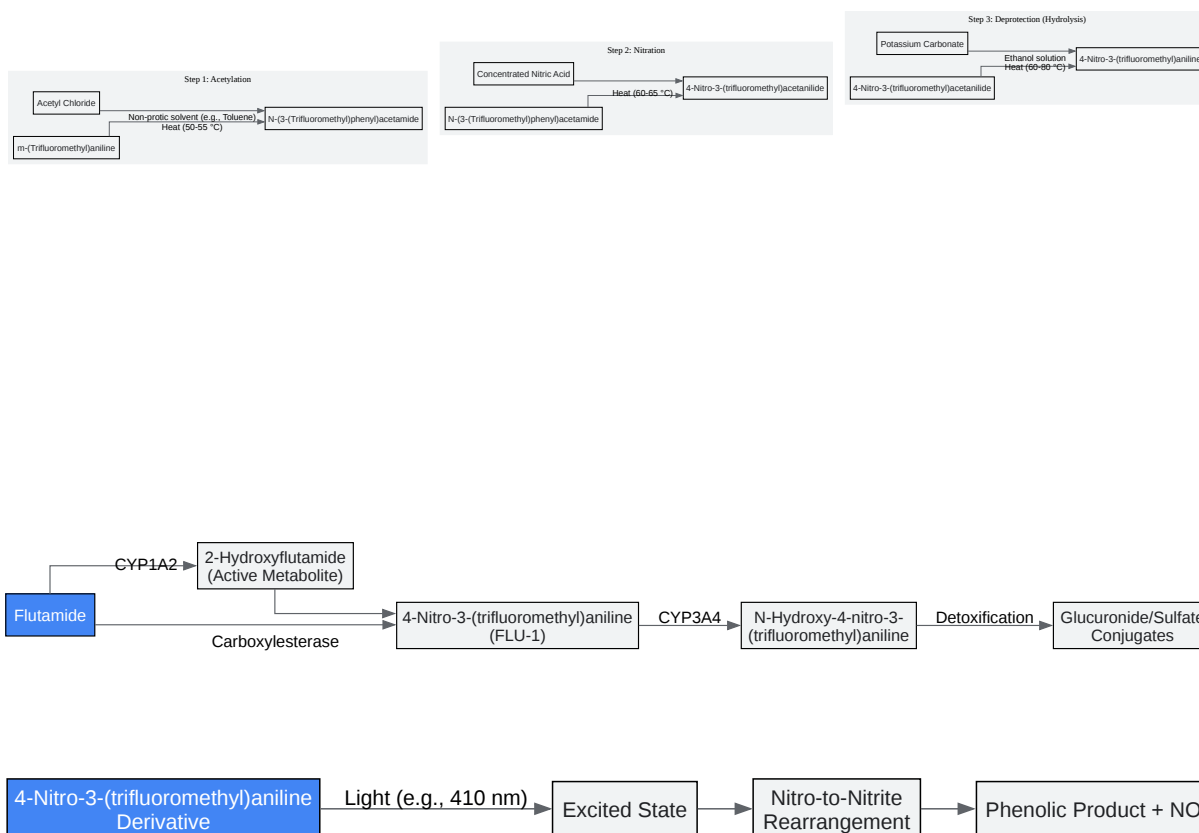 Step 1: Acetylation
Acetyl Chloride
Non-protic solvent (e.g., Toluene)
Heat (50-55 °C)
m-(Trifluoromethyl)aniline
N-(3-(Trifluoromethyl)phenyl)acetamide
Step 2: Nitration
Concentrated Nitric Acid
Heat (60-65 °C)
N-(3-(Trifluoromethyl)phenyl)acetamide
4-Nitro-3-(trifluoromethyl)acetanilide
Step 3: Deprotection (Hydrolysis)
Potassium Carbonate
Ethanol solution
Heat (60-80 °C)
4-Nitro-3-(trifluoromethyl)acetanilide
4-Nitro-3-(trifluoromethyl)aniline
Flutamide
CYP1A2
2-Hydroxyflutamide
(Active Metabolite)
Carboxylesterase
4-Nitro-3-(trifluoromethyl)aniline
(FLU-1)
CYP3A4
N-Hydroxy-4-nitro-3-
(trifluoromethyl)aniline
Detoxification
Glucuronide/Sulfate
Conjugates
4-Nitro-3-(trifluoromethyl)aniline
Derivative
Light (e.g., 410 nm)
Excited State
Nitro-to-Nitrite
Rearrangement
Phenolic Product + NO